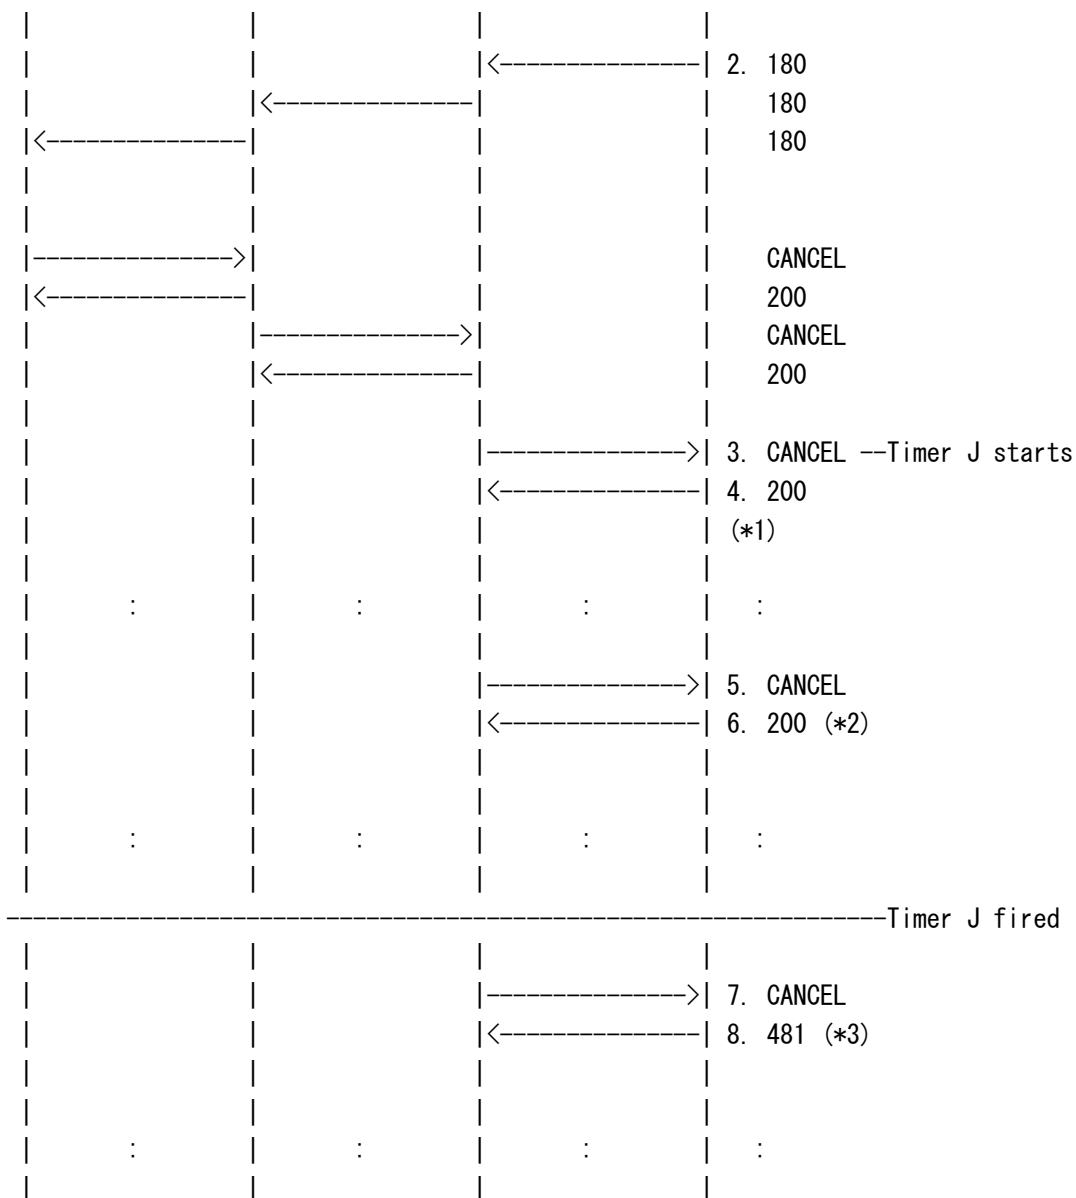 2. 180
180
180
CANCEL
200
CANCEL
200
3. CANCEL --Timer J starts
4. 200
(*1)
: : : :
5. CANCEL
6. 200 (*2)
: : : :
Timer J fired
7. CANCEL
8. 481 (*3)
: : : :